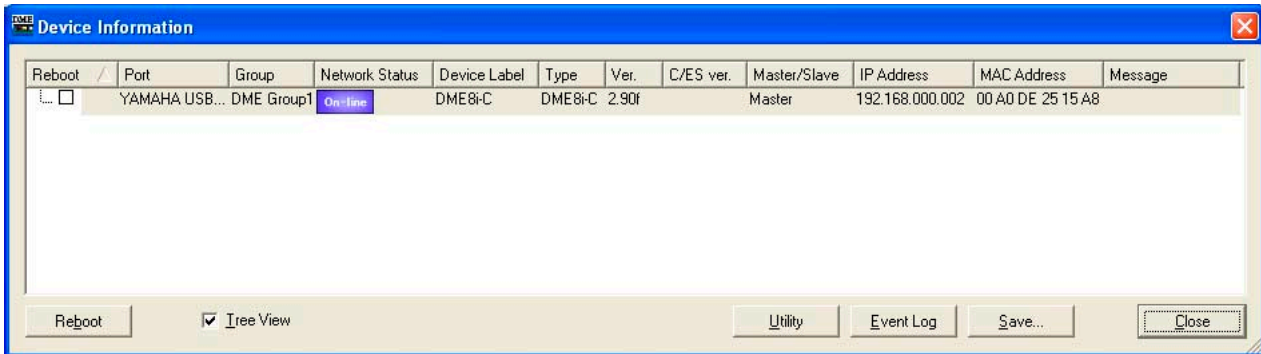 DME Device Information
Reboot Port Group Network Status Device Label Type Ver. C/ES ver. Master/Slave IP Address MAC Address Message
YAMAHA USB... DME Group1 On-line DME8i-C DME8i-C 2.90f Master 192.168.000.002 00 A0 DE 25 15 A8
Reboot Tree View Utility Event Log Save... Close